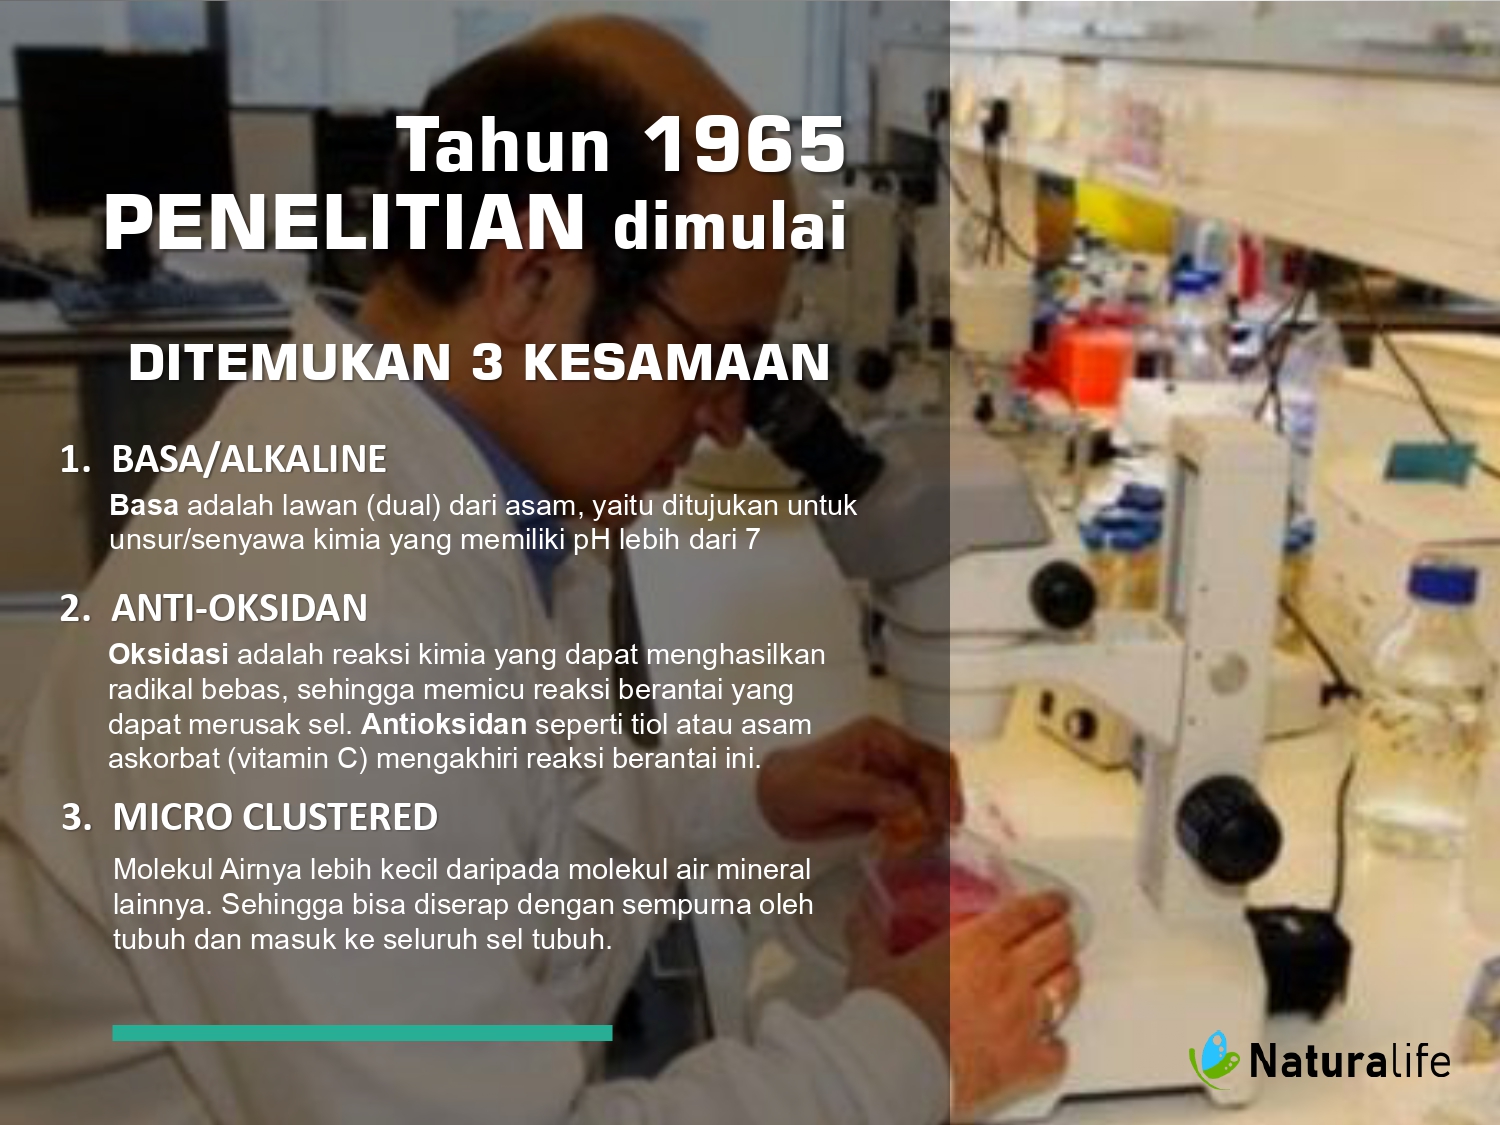 Tahun 1965
PENELITIAN dimulai
DITEMUKAN 3 KESAMAAN
1. BASA/ALKALINE
Basa adalah lawan (dual) dari asam, yaitu ditujukan untuk
unsur/senyawa kimia yang memiliki pH lebih dari 7
2. ANTI-OKSIDAN
Oksidasi adalah reaksi kimia yang dapat menghasilkan
radikal bebas, sehingga memicu reaksi berantai yang
dapat merusak sel. Antioksidan seperti tiol atau asam
askorbat (vitamin C) mengakhiri reaksi berantai ini.
3. MICRO CLUSTERED
Molekul Airnya lebih kecil daripada molekul air mineral
lainnya. Sehingga bisa diserap dengan sempurna oleh
tubuh dan masuk ke seluruh sel tubuh.
Naturalife